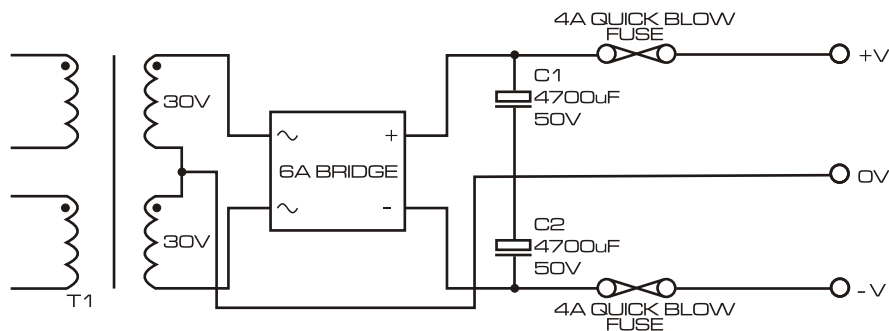 4A QUICK BLOW
FUSE
+V
C1
4700uF
50V
30V
+
6A BRIDGE
-
0V
30V
C2
4700uF
50V
T1
-V
4A QUICK BLOW
FUSE